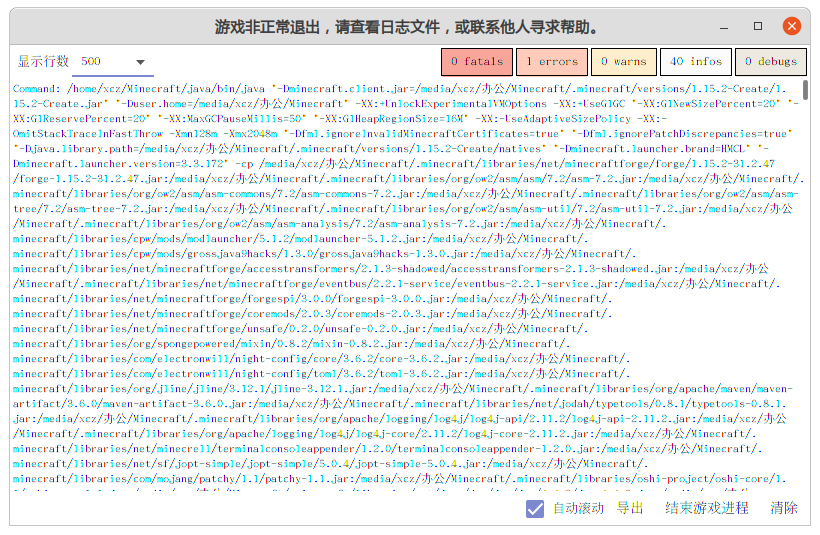 游戏非正常退出，请查看日志文件，或联系他人寻求帮助。
显示行数 500 0 fatals 1 errors 0 warns 40 infos 0 debugs
Command: /home/xcz/Minecraft/java/bin/java "-Dminecraft.client.jar=/media/xcz/办公/Minecraft/.minecraft/versions/1.15.2-Create/1.
15.2-Create.jar" "-Duser.home=/media/xcz/办公/Minecraft" -XX:+UnlockExperimentalVMOptions -XX:+UseG1GC "-XX:G1NewSizePercent=20" "-
XX:G1ReservePercent=20" "-XX:MaxGCPauseMillis=50" "-XX:G1HeapRegionSize=16M" -XX:-UseAdaptiveSizePolicy -XX:-
OmitStackTraceInFastThrow -Xmn128m -Xmx2048m "-Dfml.ignoreInvalidMinecraftCertificates=true" "-Dfml.ignorePatchDiscrepancies=true"
"-Djava.library.path=/media/xcz/办公/Minecraft/.minecraft/versions/1.15.2-Create/natives" "-Dminecraft.launcher.brand=HMCL" "-
Dminecraft.launcher.version=3.3.172" -cp /media/xcz/办公/Minecraft/.minecraft/libraries/net/minecraftforge/forge/1.15.2-31.2.47
/forge-1.15.2-31.2.47.jar:/media/xcz/办公/Minecraft/.minecraft/libraries/org/ow2/asm/asm/7.2/asm-7.2.jar:/media/xcz/办公/Minecraft/.
minecraft/libraries/org/ow2/asm/asm-commons/7.2/asm-commons-7.2.jar:/media/xcz/办公/Minecraft/.minecraft/libraries/org/ow2/asm/asm-
tree/7.2/asm-tree-7.2.jar:/media/xcz/办公/Minecraft/.minecraft/libraries/org/ow2/asm/asm-util/7.2/asm-util-7.2.jar:/media/xcz/办公
/Minecraft/.minecraft/libraries/org/ow2/asm/asm-analysis/7.2/asm-analysis-7.2.jar:/media/xcz/办公/Minecraft/.
minecraft/libraries/cpw/mods/modlauncher/5.1.2/modlauncher-5.1.2.jar:/media/xcz/办公/Minecraft/.
minecraft/libraries/cpw/mods/grossjava9hacks/1.3.0/grossjava9hacks-1.3.0.jar:/media/xcz/办公/Minecraft/.
minecraft/libraries/net/minecraftforge/accesstransformers/2.1.3-shadowed/accesstransformers-2.1.3-shadowed.jar:/media/xcz/办公
/Minecraft/.minecraft/libraries/net/minecraftforge/eventbus/2.2.1-service/eventbus-2.2.1-service.jar:/media/xcz/办公/Minecraft/.
minecraft/libraries/net/minecraftforge/forgespi/3.0.0/forgespi-3.0.0.jar:/media/xcz/办公/Minecraft/.
minecraft/libraries/net/minecraftforge/coremods/2.0.3/coremods-2.0.3.jar:/media/xcz/办公/Minecraft/.
minecraft/libraries/net/minecraftforge/unsafe/0.2.0/unsafe-0.2.0.jar:/media/xcz/办公/Minecraft/.
minecraft/libraries/org/spongepowered/mixin/0.8.2/mixin-0.8.2.jar:/media/xcz/办公/Minecraft/.
minecraft/libraries/com/electronwill/night-config/core/3.6.2/core-3.6.2.jar:/media/xcz/办公/Minecraft/.
minecraft/libraries/com/electronwill/night-config/toml/3.6.2/toml-3.6.2.jar:/media/xcz/办公/Minecraft/.
minecraft/libraries/org/jline/jline/3.12.1/jline-3.12.1.jar:/media/xcz/办公/Minecraft/.minecraft/libraries/org/apache/maven/maven-
artifact/3.6.0/maven-artifact-3.6.0.jar:/media/xcz/办公/Minecraft/.minecraft/libraries/net/jodah/typetools/0.8.1/typetools-0.8.1.
jar:/media/xcz/办公/Minecraft/.minecraft/libraries/org/apache/logging/log4j/log4j-api/2.11.2/log4j-api-2.11.2.jar:/media/xcz/办公
/Minecraft/.minecraft/libraries/org/apache/logging/log4j/log4j-core/2.11.2/log4j-core-2.11.2.jar:/media/xcz/办公/Minecraft/.
minecraft/libraries/net/minecrell/terminalconsoleappender/1.2.0/terminalconsoleappender-1.2.0.jar:/media/xcz/办公/Minecraft/.
minecraft/libraries/net/sf/jopt-simple/jopt-simple/5.0.4/jopt-simple-5.0.4.jar:/media/xcz/办公/Minecraft/.
minecraft/libraries/com/mojang/patchy/1.1/patchy-1.1.jar:/media/xcz/办公/Minecraft/.minecraft/libraries/oshi-project/oshi-core/1.
自动滚动 导出 结束游戏进程 清除